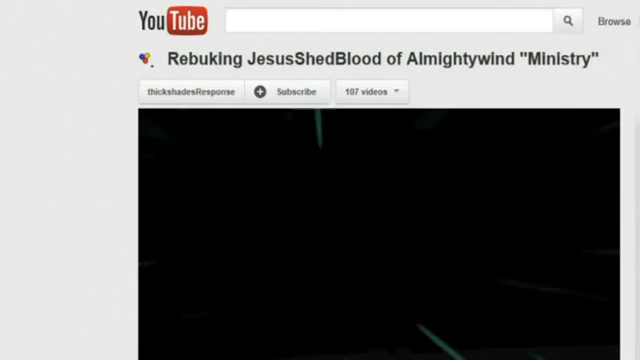 YouTube
Browse
Rebuking JesusShedBlood of Almightywind "Ministry"
thickshadesResponse Subscribe 107 videos